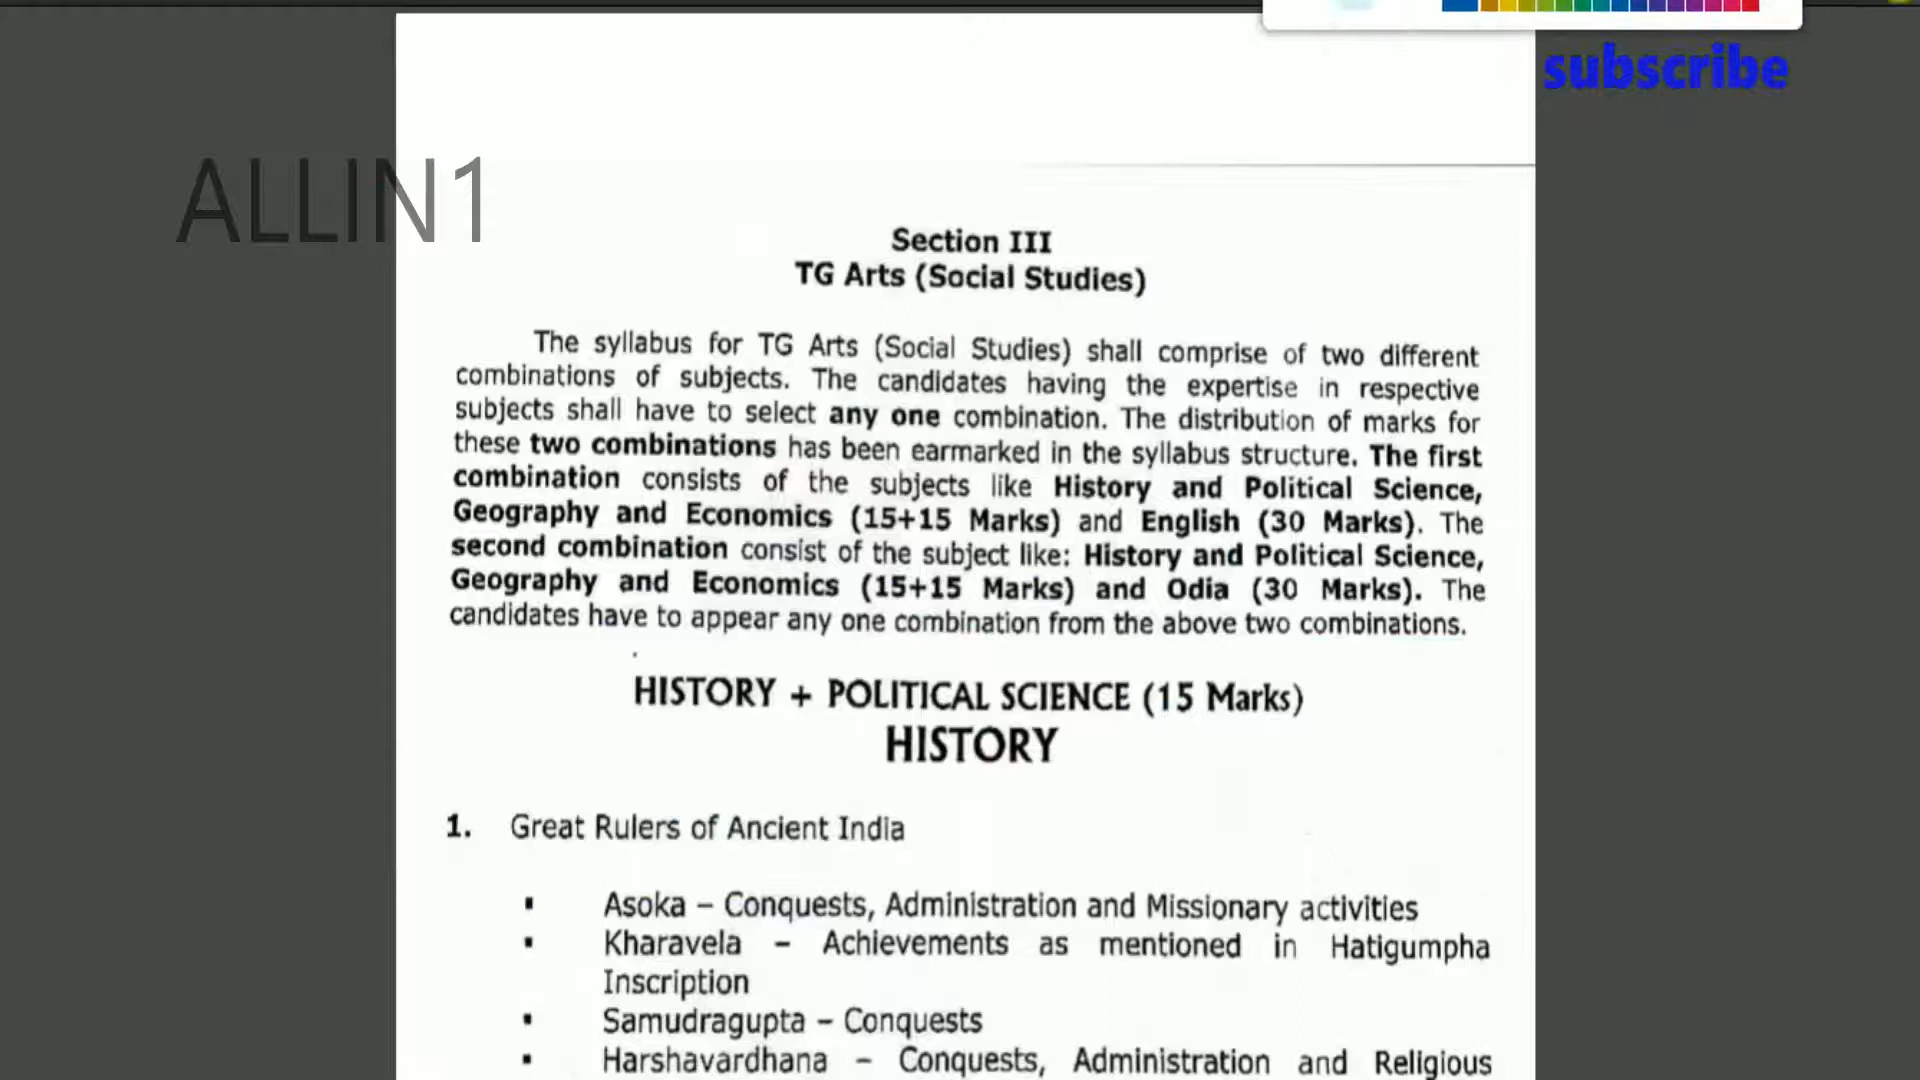 subscribe
ALLIN1
Section III
TG Arts (Social Studies)
The syllabus for TG Arts (Social Studies) shall comprise of two different
combinations of subjects. The candidates having the expertise in respective
subjects shall have to select any one combination. The distribution of marks for
these two combinations has been earmarked in the syllabus structure. The first
combination consists of the subjects like History and Political Science,
Geography and Economics (15+15 Marks) and English (30 Marks). The
second combination consist of the subject like: History and Political Science,
Geography and Economics (15+15 Marks) and Odia (30 Marks). The
candidates have to appear any one combination from the above two combinations.
HISTORY + POLITICAL SCIENCE (15 Marks)
HISTORY
1. Great Rulers of Ancient India
▪ Asoka – Conquests, Administration and Missionary activities
▪ Kharavela – Achievements as mentioned in Hatigumpha
Inscription
▪ Samudragupta – Conquests
▪ Harshavardhana – Conquests, Administration and Religious